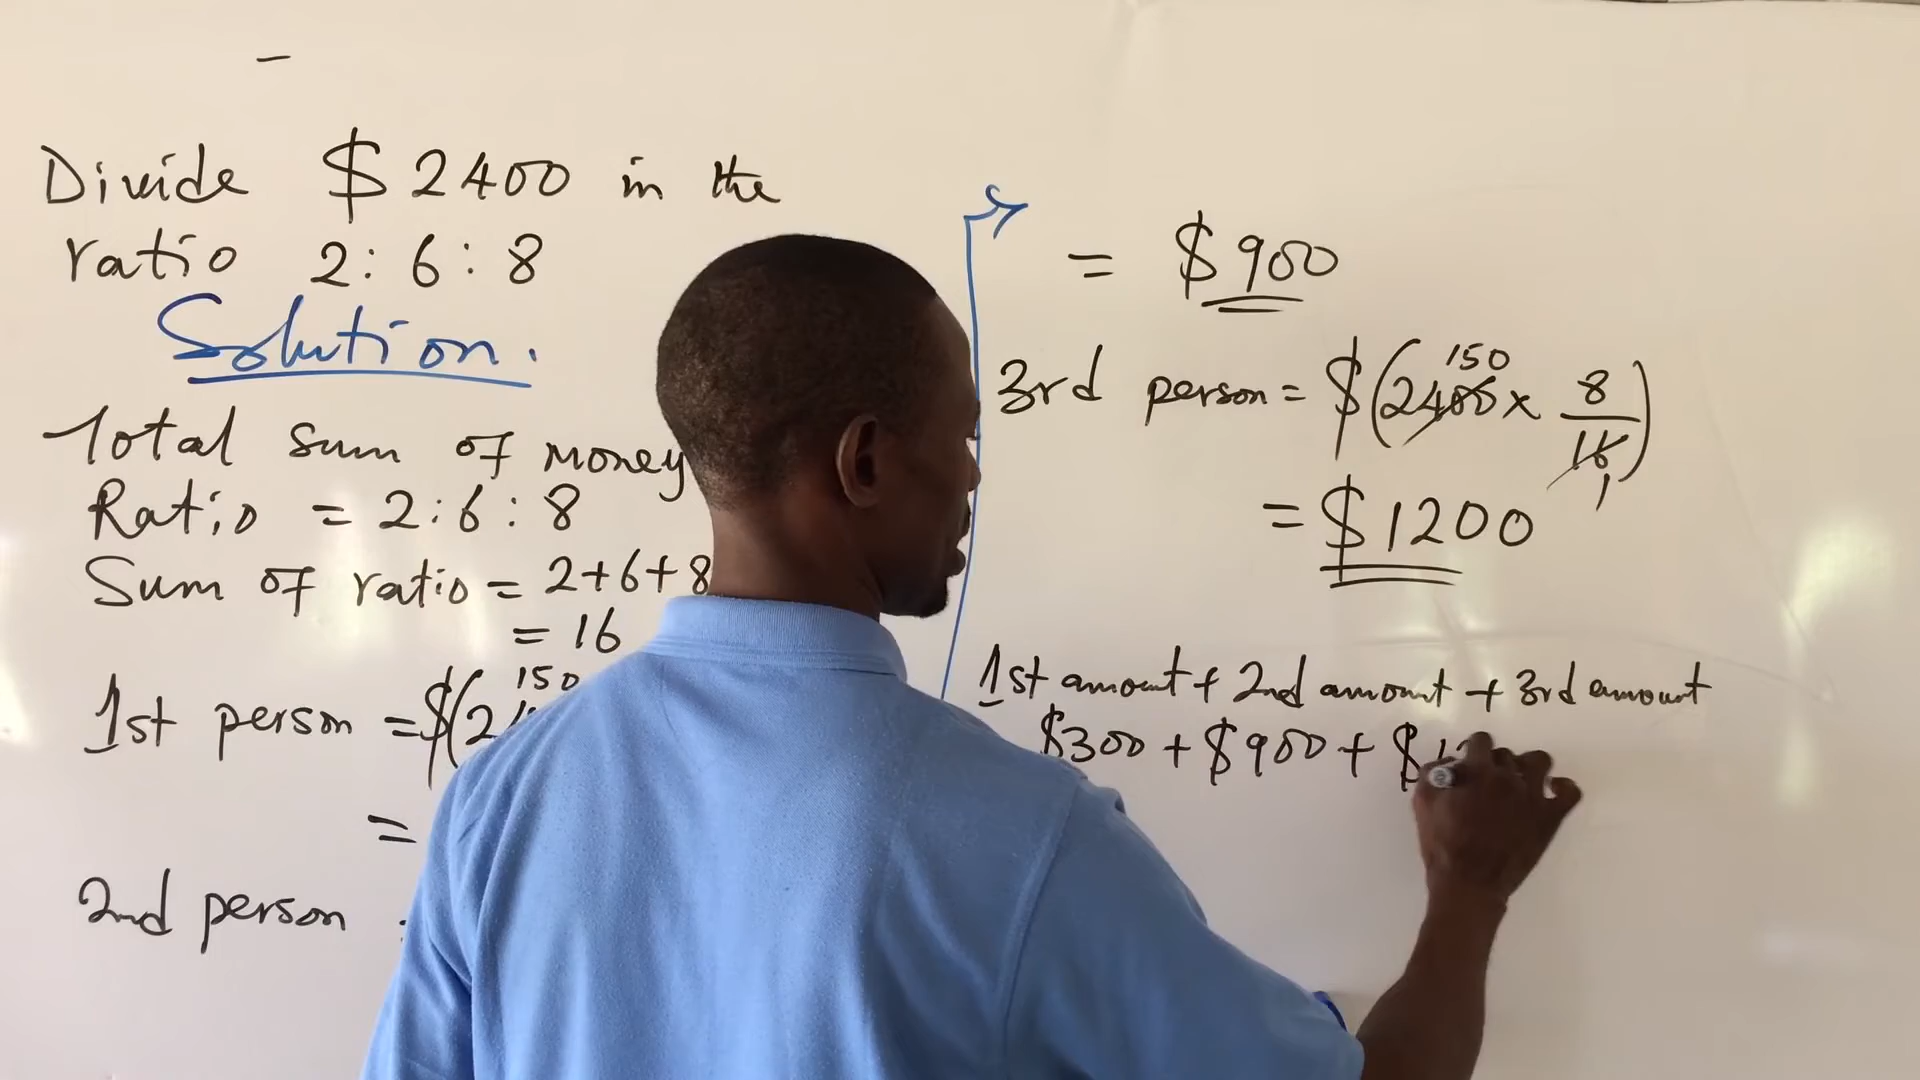 Divide $ 2400 in the
ratio 2: 6: 8
Solution.
Total sum of money
Ratio = 2:6:8
Sum of ratio = 2+6+8
= 16
150
1st person = $(2
=
2nd person
= $900
150
3rd person = $(2400 x 8/16)
1
= $1200
1st amount + 2nd amount + 3rd amount
$300 + $900 + $